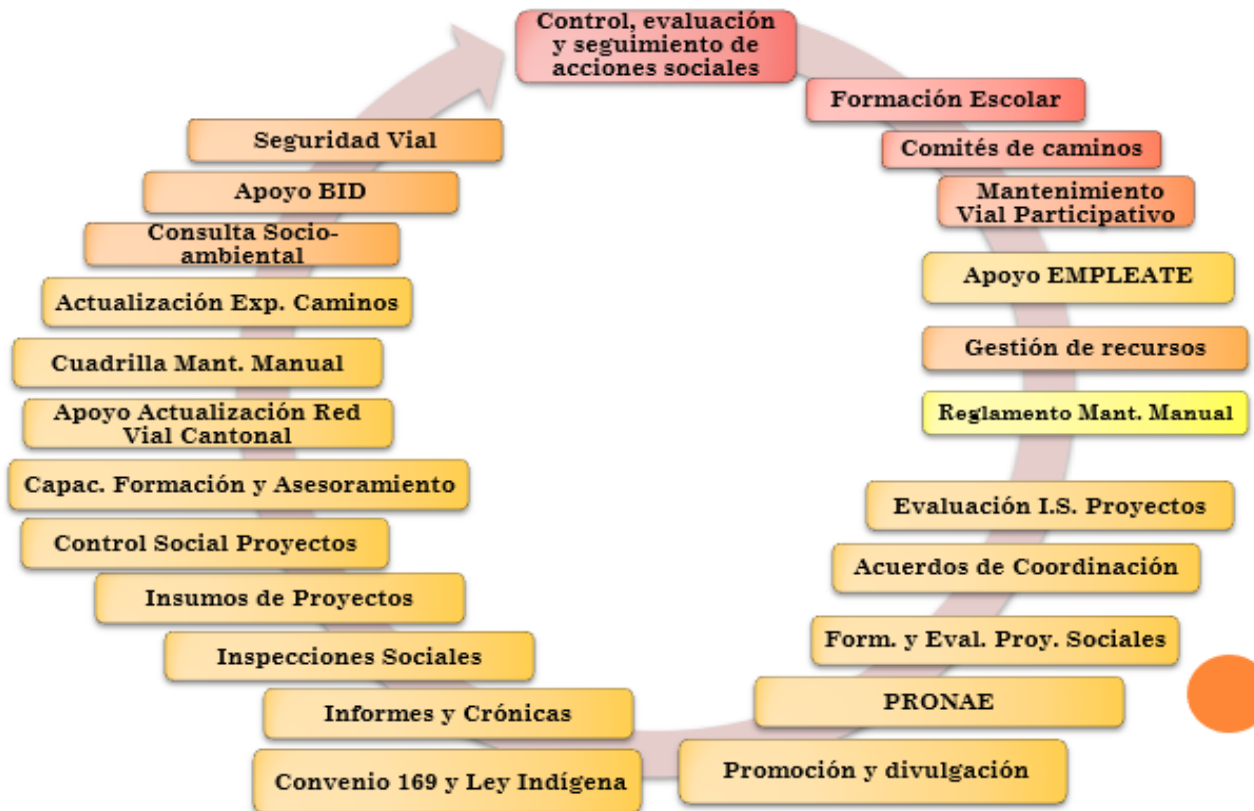 Control, evaluación
y seguimiento de
acciones sociales
Formación Escolar
Comités de caminos
Mantenimiento
Vial Participativo
Apoyo EMPLEATE
Gestión de recursos
Reglamento Mant. Manual
Evaluación I.S. Proyectos
Acuerdos de Coordinación
Form. y Eval. Proy. Sociales
PRONAE
Promoción y divulgación
Convenio 169 y Ley Indígena
Informes y Crónicas
Inspecciones Sociales
Insumos de Proyectos
Control Social Proyectos
Capac. Formación y Asesoramiento
Apoyo Actualización Red
Vial Cantonal
Cuadrilla Mant. Manual
Actualización Exp. Caminos
Consulta Socio-
ambiental
Apoyo BID
Seguridad Vial